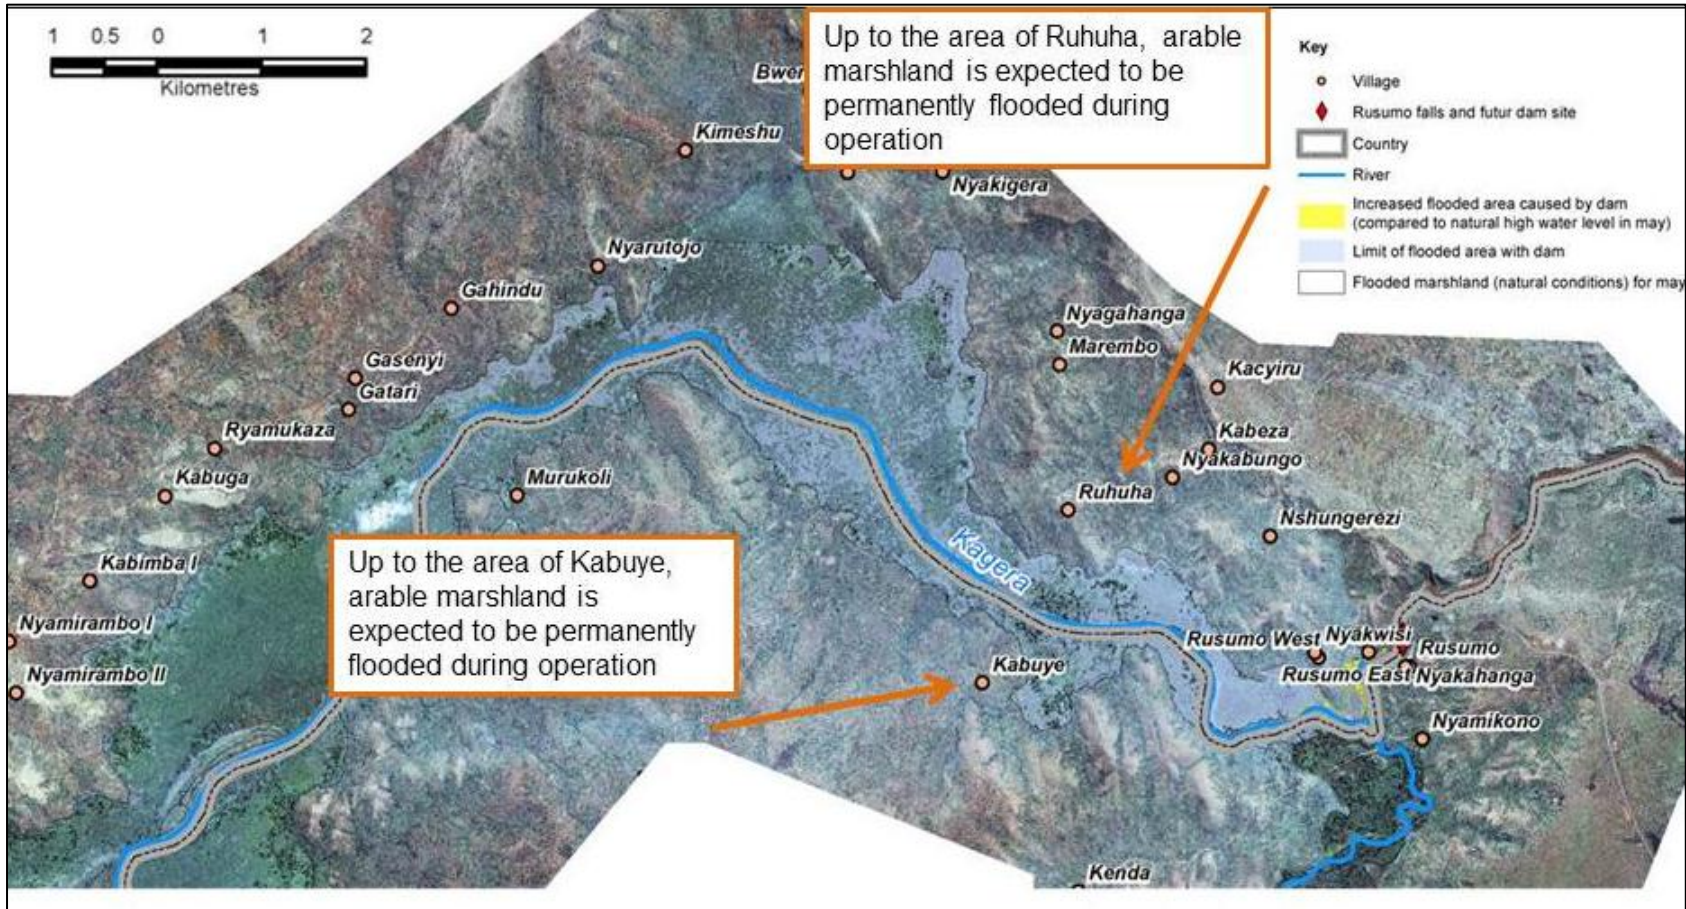 1 0.5 0 1 2
Kilometres
Up to the area of Ruhuha, arable
marshland is expected to be
permanently flooded during
operation
Key
Village
Rusumo falls and futur dam site
Country
River
Increased flooded area caused by dam
(compared to natural high water level in may)
Limit of flooded area with dam
Flooded marshland (natural conditions) for may
Kimeshu
Nyakigera
Nyarutojo
Gahindu
Nyagahanga
Marembo
Gasenyi
Kacyiru
Gatari
Ryamukaza
Kabeza
Nyakabungo
Kabuga
Murukoli
Ruhuha
Nshungerezi
Up to the area of Kabuye,
arable marshland is
expected to be permanently
flooded during operation
Kagera
Kabimba I
Nyamirambo I
Rusumo West
Nyakwisi
Rusumo
Nyamirambo II
Kabuye
Rusumo East
Nyakahanga
Nyamikono
Kenda